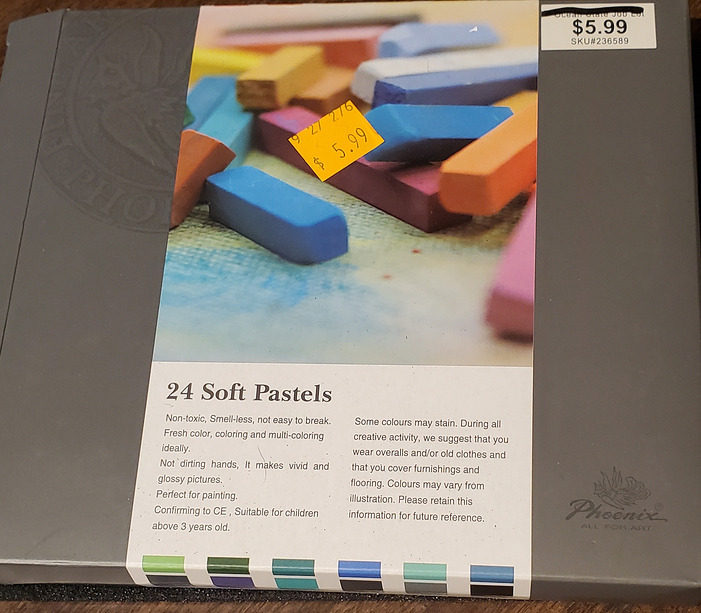 $5.99
SKU#236589
9 27 276
$ 5.99
24 Soft Pastels
Non-toxic, Smell-less, not easy to break.
Fresh color, coloring and multi-coloring
ideally.
Not dirting hands, It makes vivid and
glossy pictures.
Perfect for painting.
Confirming to CE , Suitable for children
above 3 years old.
Some colours may stain. During all
creative activity, we suggest that you
wear overalls and/or old clothes and
that you cover furnishings and
flooring. Colours may vary from
illustration. Please retain this
information for future reference.
Phoenix
ALL FOR ART